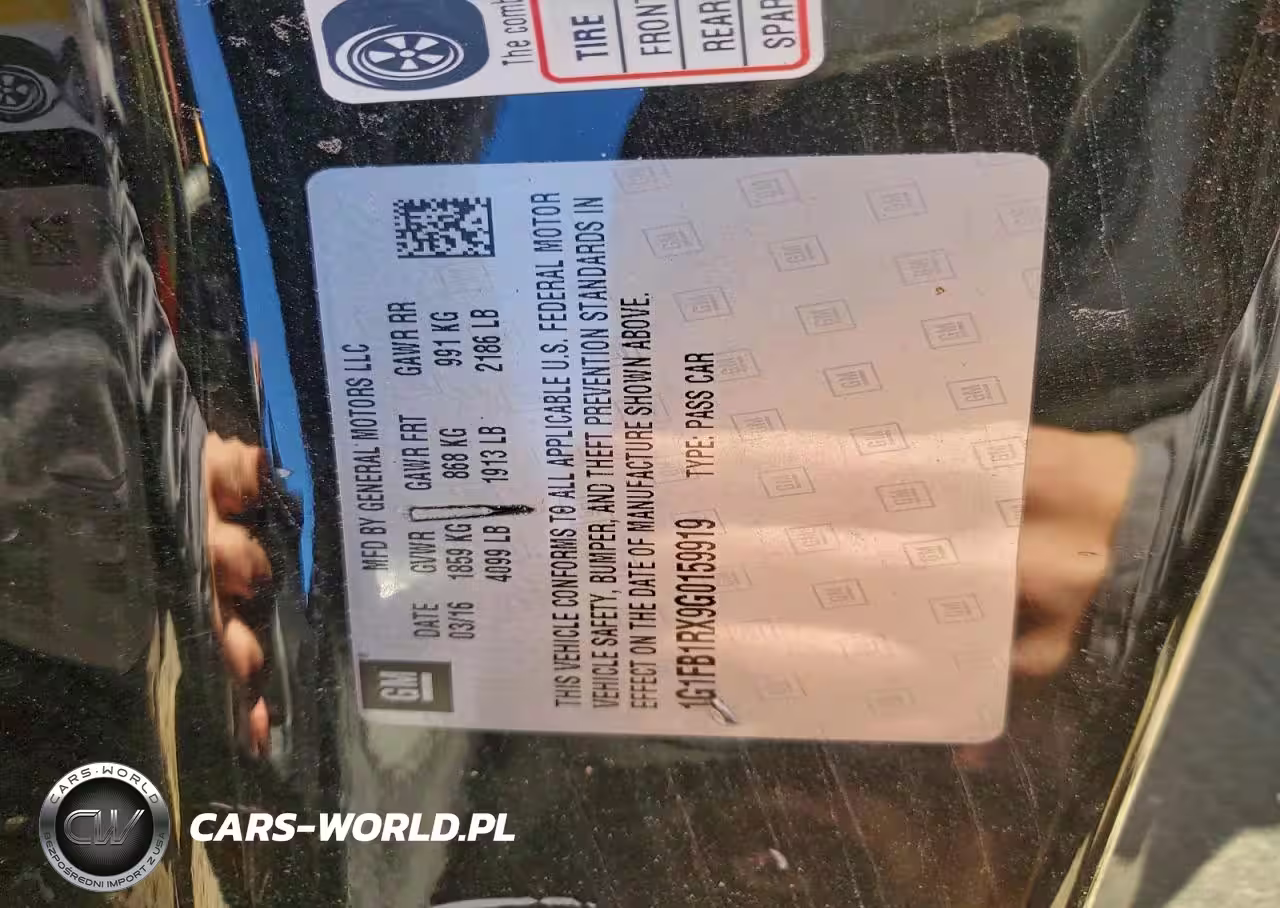 The comb
TIRE
FRONT
REAR
SPAR
MFD BY GENERAL MOTORS LLC
DATE GVWR GAWR FRT GAWR RR
03/16 1859 KG 868 KG 991 KG
4099 LB 1913 LB 2186 LB
GM
THIS VEHICLE CONFORMS TO ALL APPLICABLE U.S. FEDERAL MOTOR
VEHICLE SAFETY, BUMPER, AND THEFT PREVENTION STANDARDS IN
EFFECT ON THE DATE OF MANUFACTURE SHOWN ABOVE.
1G1FB1RX9G0159919 TYPE: PASS CAR
CARS-WORLD
CW
BEZPOŚREDNI IMPORT Z USA
CARS-WORLD.PL